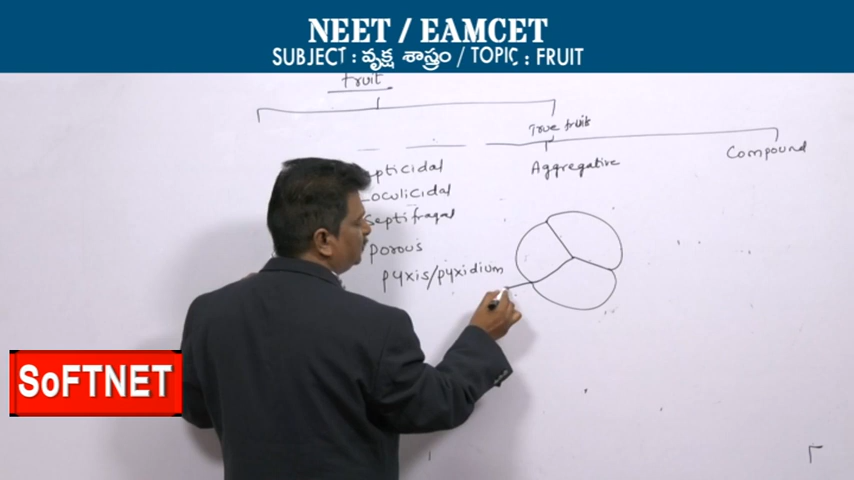 NEET / EAMCET
SUBJECT : వృక్ష శాస్త్రం / TOPIC : FRUIT
fruit
True fruit
Aggregative
Compound
Loculicidal
Septifragal
Porous
pyxis/pyxidium
SoFTNET